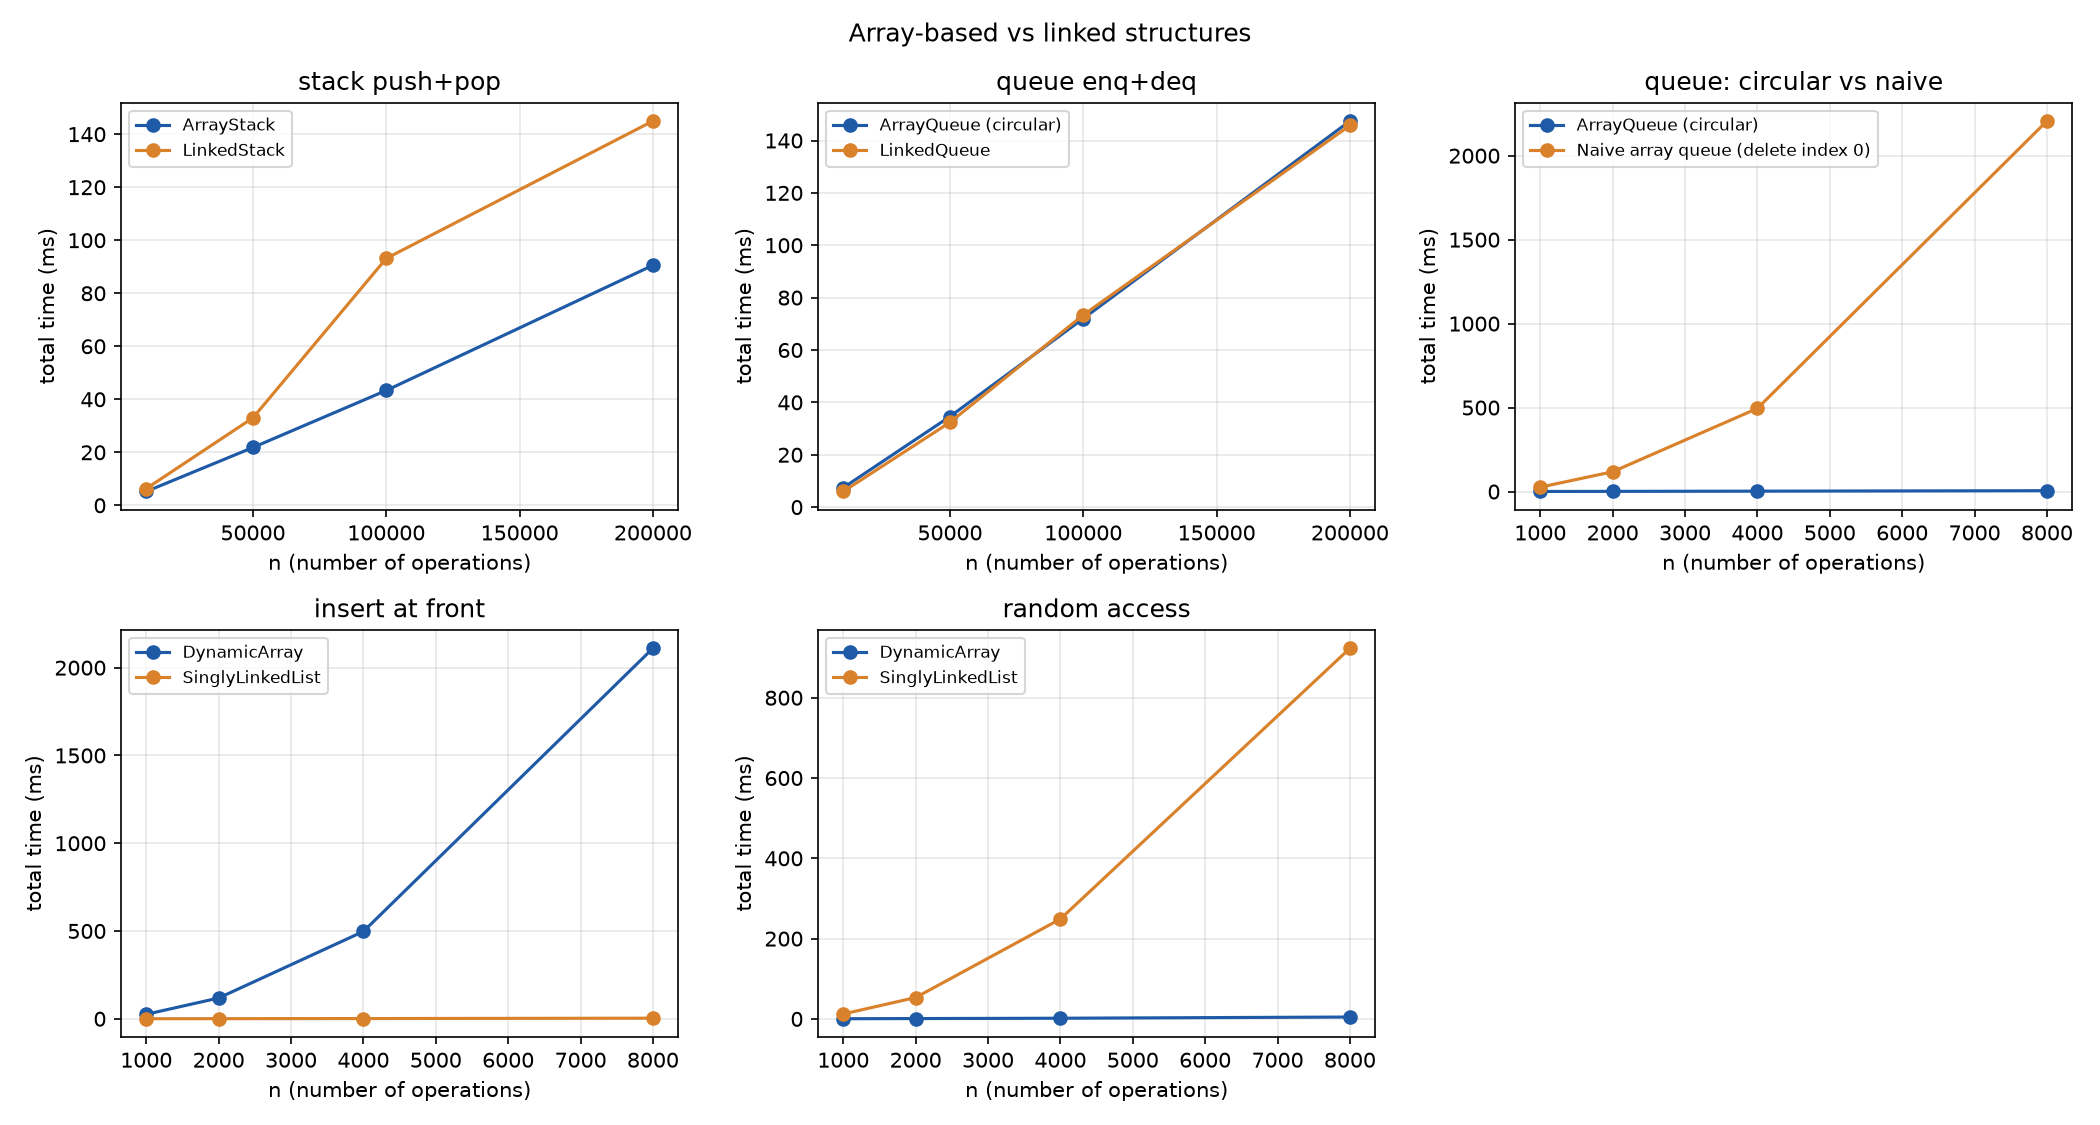 Array-based vs linked structures
stack push+pop
ArrayStack
LinkedStack
total time (ms)
0
20
40
60
80
100
120
140
50000
100000
150000
200000
n (number of operations)
queue enq+deq
ArrayQueue (circular)
LinkedQueue
total time (ms)
0
20
40
60
80
100
120
140
50000
100000
150000
200000
n (number of operations)
queue: circular vs naive
ArrayQueue (circular)
Naive array queue (delete index 0)
total time (ms)
0
500
1000
1500
2000
1000
2000
3000
4000
5000
6000
7000
8000
n (number of operations)
insert at front
DynamicArray
SinglyLinkedList
total time (ms)
0
500
1000
1500
2000
1000
2000
3000
4000
5000
6000
7000
8000
n (number of operations)
random access
DynamicArray
SinglyLinkedList
total time (ms)
0
200
400
600
800
1000
2000
3000
4000
5000
6000
7000
8000
n (number of operations)